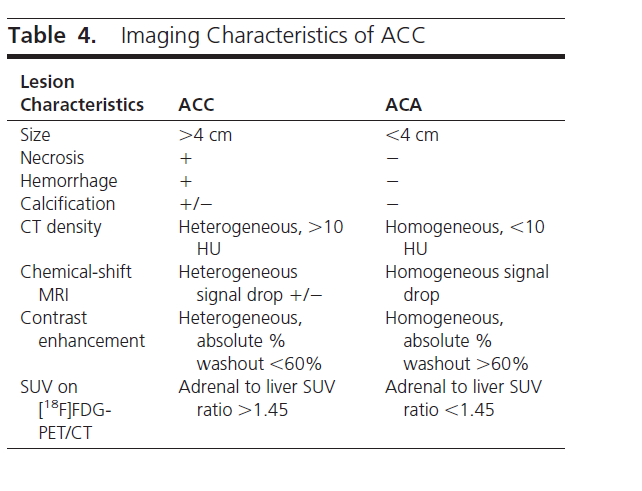 Table 4. Imaging Characteristics of ACC
Lesion
Characteristics ACC ACA
Size >4 cm <4 cm
Necrosis + −
Hemorrhage + −
Calcification +/− −
CT density Heterogeneous, >10 Homogeneous, <10
HU HU
Chemical-shift Heterogeneous Homogeneous signal
MRI signal drop +/− drop
Contrast Heterogeneous, Homogeneous,
enhancement absolute % absolute %
washout <60% washout >60%
SUV on Adrenal to liver SUV Adrenal to liver SUV
[¹⁸F]FDG- ratio >1.45 ratio <1.45
PET/CT